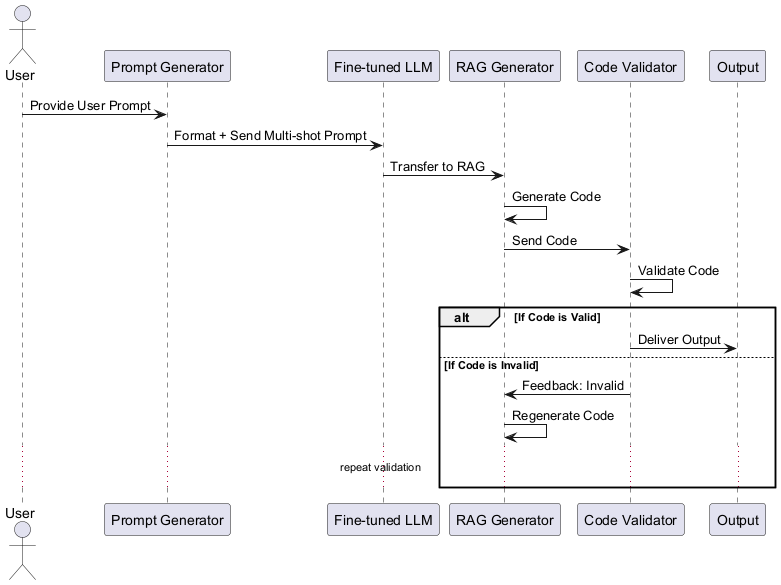 User
Prompt Generator
Fine-tuned LLM
RAG Generator
Code Validator
Output
Provide User Prompt
Format + Send Multi-shot Prompt
Transfer to RAG
Generate Code
Send Code
Validate Code
alt
[If Code is Valid]
Deliver Output
[If Code is Invalid]
Feedback: Invalid
Regenerate Code
repeat validation
User
Prompt Generator
Fine-tuned LLM
RAG Generator
Code Validator
Output